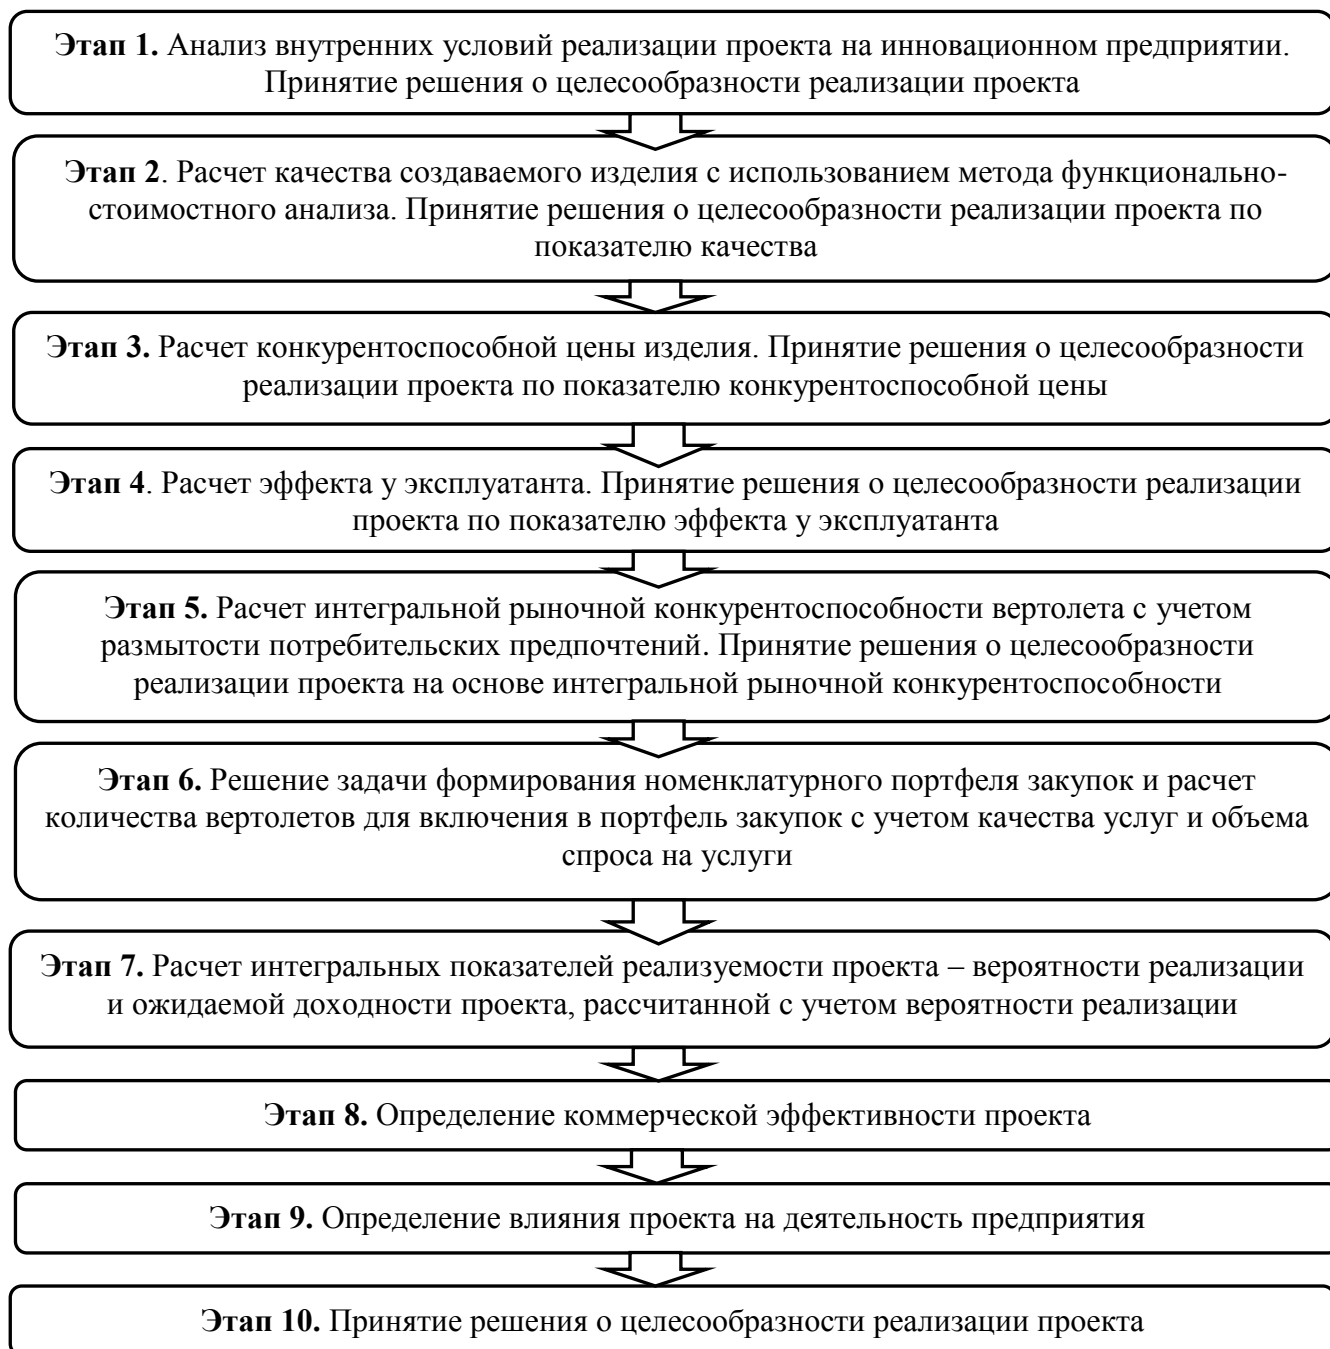 Этап 1. Анализ внутренних условий реализации проекта на инновационном предприятии.
Принятие решения о целесообразности реализации проекта
Этап 2. Расчет качества создаваемого изделия с использованием метода функционально-
стоимостного анализа. Принятие решения о целесообразности реализации проекта по
показателю качества
Этап 3. Расчет конкурентоспособной цены изделия. Принятие решения о целесообразности
реализации проекта по показателю конкурентоспособной цены
Этап 4. Расчет эффекта у эксплуатанта. Принятие решения о целесообразности реализации
проекта по показателю эффекта у эксплуатанта
Этап 5. Расчет интегральной рыночной конкурентоспособности вертолета с учетом
размытости потребительских предпочтений. Принятие решения о целесообразности
реализации проекта на основе интегральной рыночной конкурентоспособности
Этап 6. Решение задачи формирования номенклатурного портфеля закупок и расчет
количества вертолетов для включения в портфель закупок с учетом качества услуг и объема
спроса на услуги
Этап 7. Расчет интегральных показателей реализуемости проекта – вероятности реализации
и ожидаемой доходности проекта, рассчитанной с учетом вероятности реализации
Этап 8. Определение коммерческой эффективности проекта
Этап 9. Определение влияния проекта на деятельность предприятия
Этап 10. Принятие решения о целесообразности реализации проекта